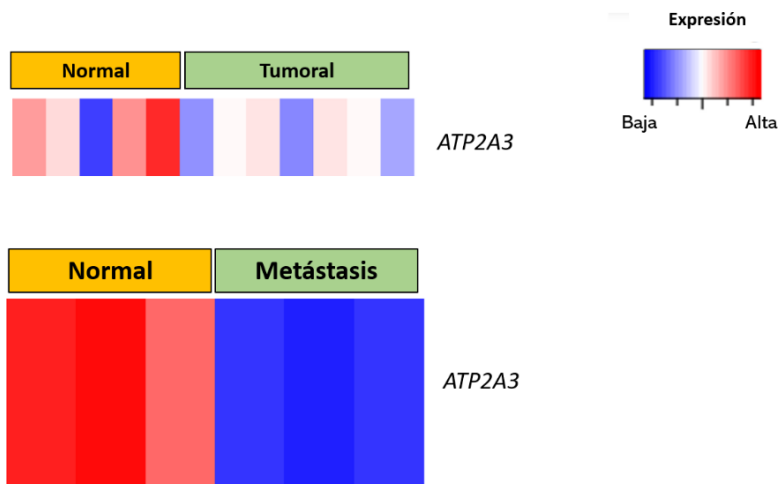 Expresión
Baja Alta
Normal Tumoral
ATP2A3
Normal Metástasis
ATP2A3